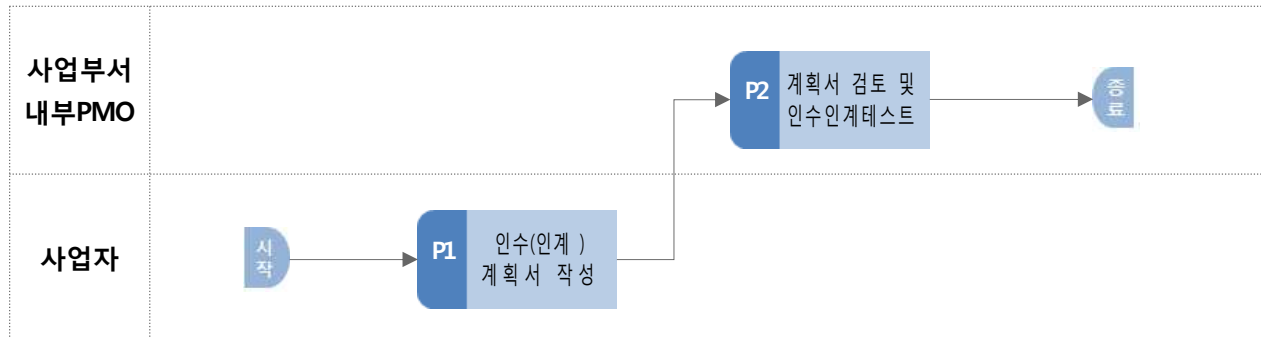 사업부서
내부PMO
P2
계획서 검토 및
인수인계테스트
종
료
사업자
시
작
P1
인수(인계 )
계획서 작성